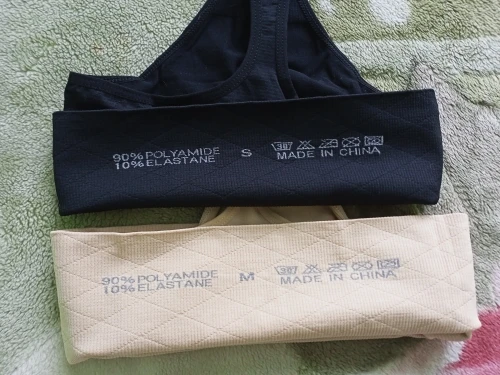 90% POLYAMIDE
10% ELASTANE
S
MADE IN CHINA
90% POLYAMIDE
10% ELASTANE
M
MADE IN CHINA